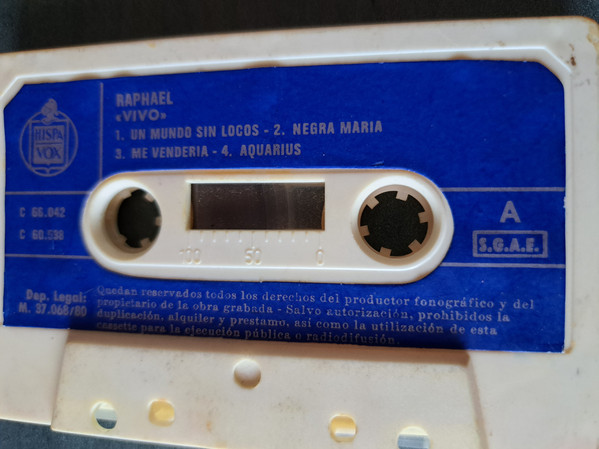 HISPA
VOX
RAPHAEL
«VIVO»
1. UN MUNDO SIN LOCOS - 2. NEGRA MARIA
3. ME VENDERIA - 4. AQUARIUS
C 66.042
C 60.538
A
S.G.A.E.
100 50 0
Dep. Legal:
M. 37.068/80
Quedan reservados todos los derechos del productor fonográfico y del
propietario de la obra grabada - Salvo autorización, prohibidos la
duplicación, alquiler y prestamo, así como la utilización de esta
cassette para la ejecución pública o radiodifusión.